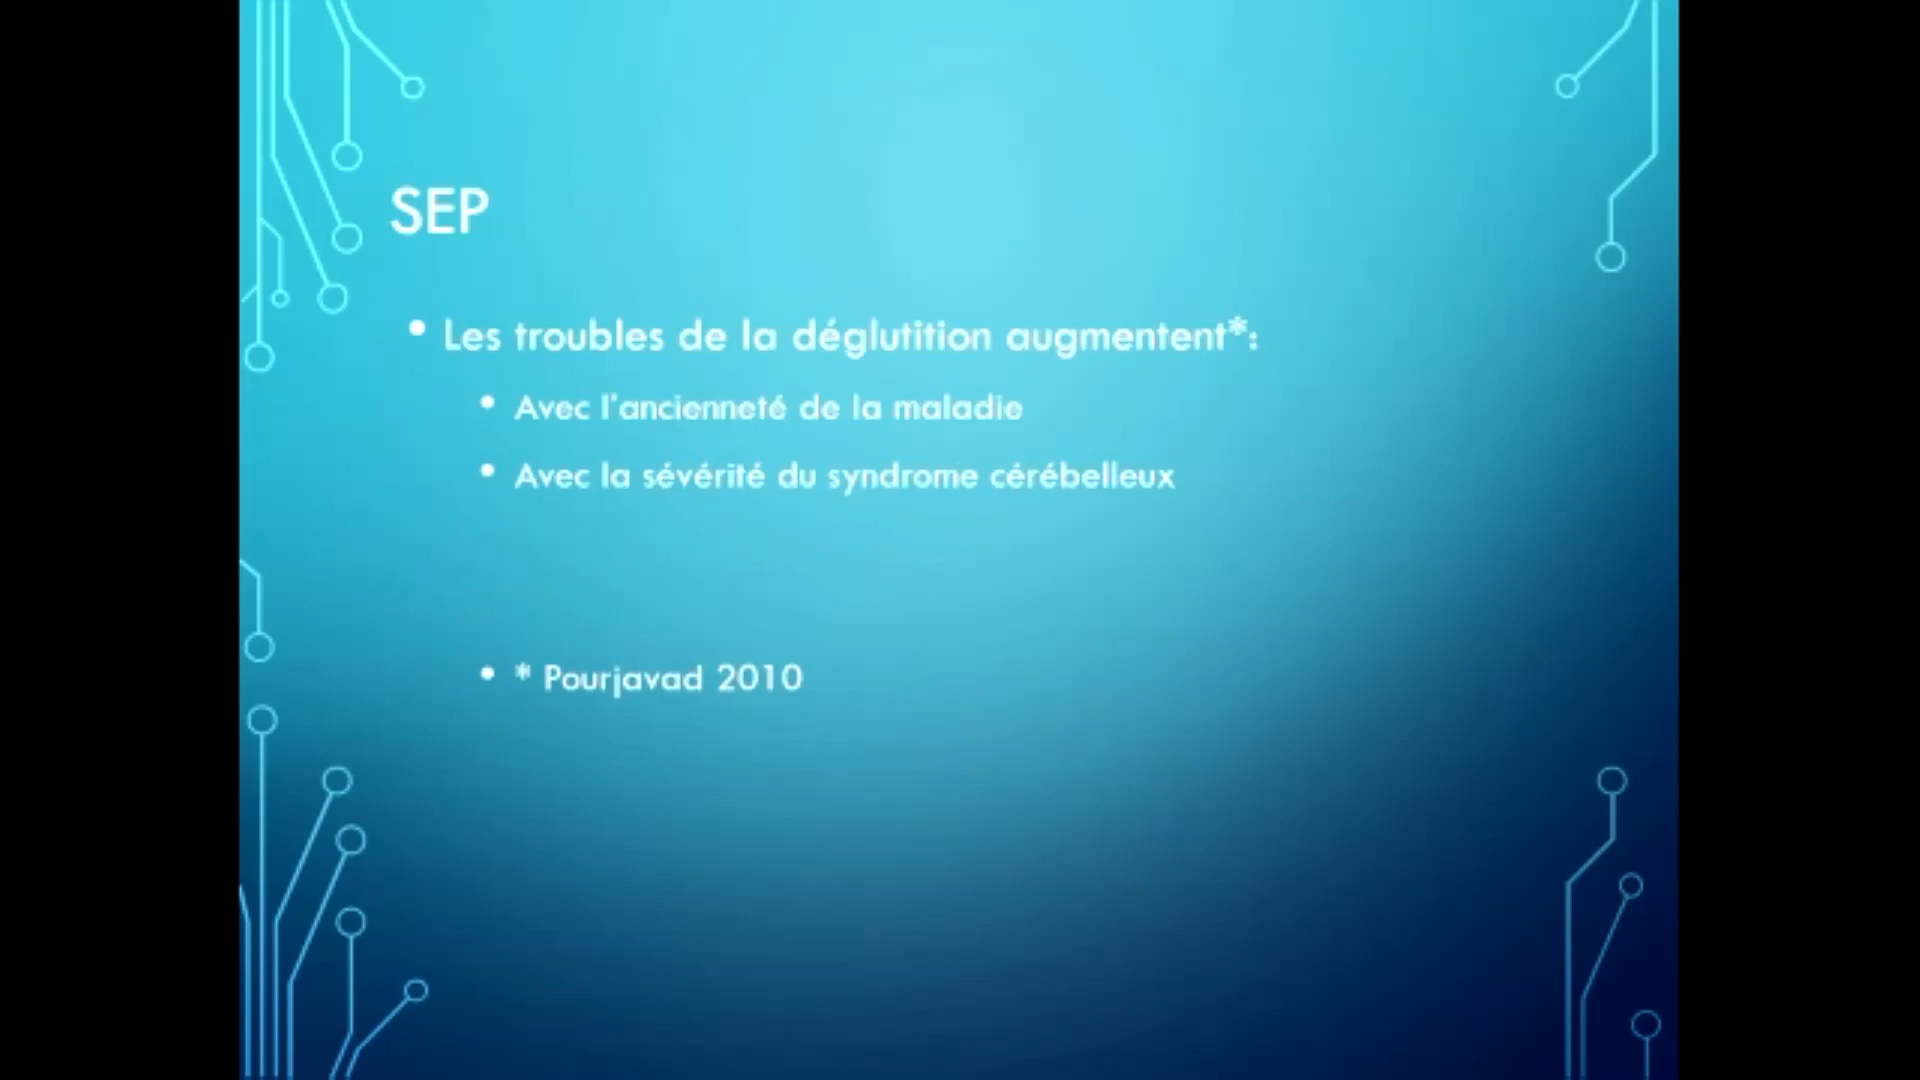 SEP
• Les troubles de la déglutition augmentent*:
• Avec l'ancienneté de la maladie
• Avec la sévérité du syndrome cérébelleux
• * Pourjavad 2010